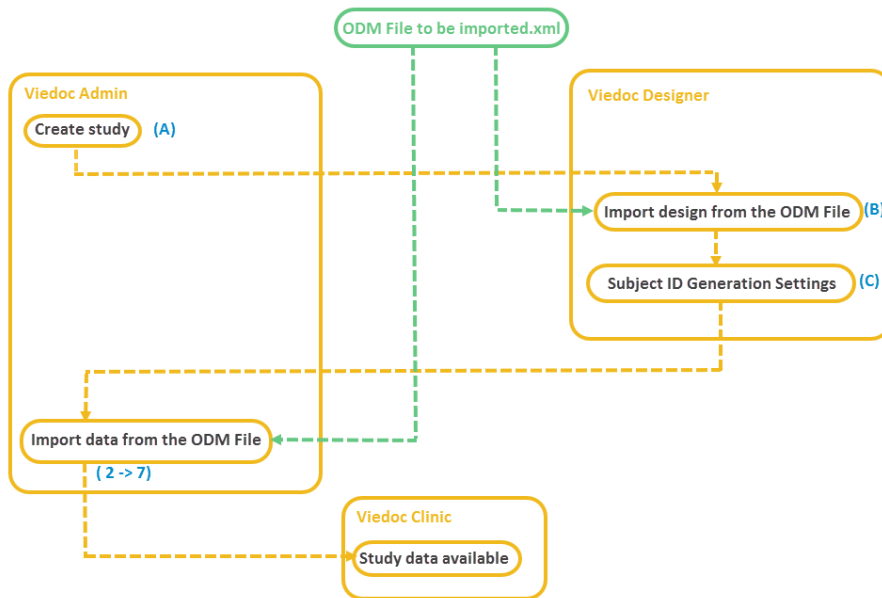 ODM File to be imported.xml
Viedoc Admin
Viedoc Designer
Create study
(A)
Import design from the ODM File
(B)
Subject ID Generation Settings
(C)
Import data from the ODM File
( 2 -> 7)
Viedoc Clinic
Study data available